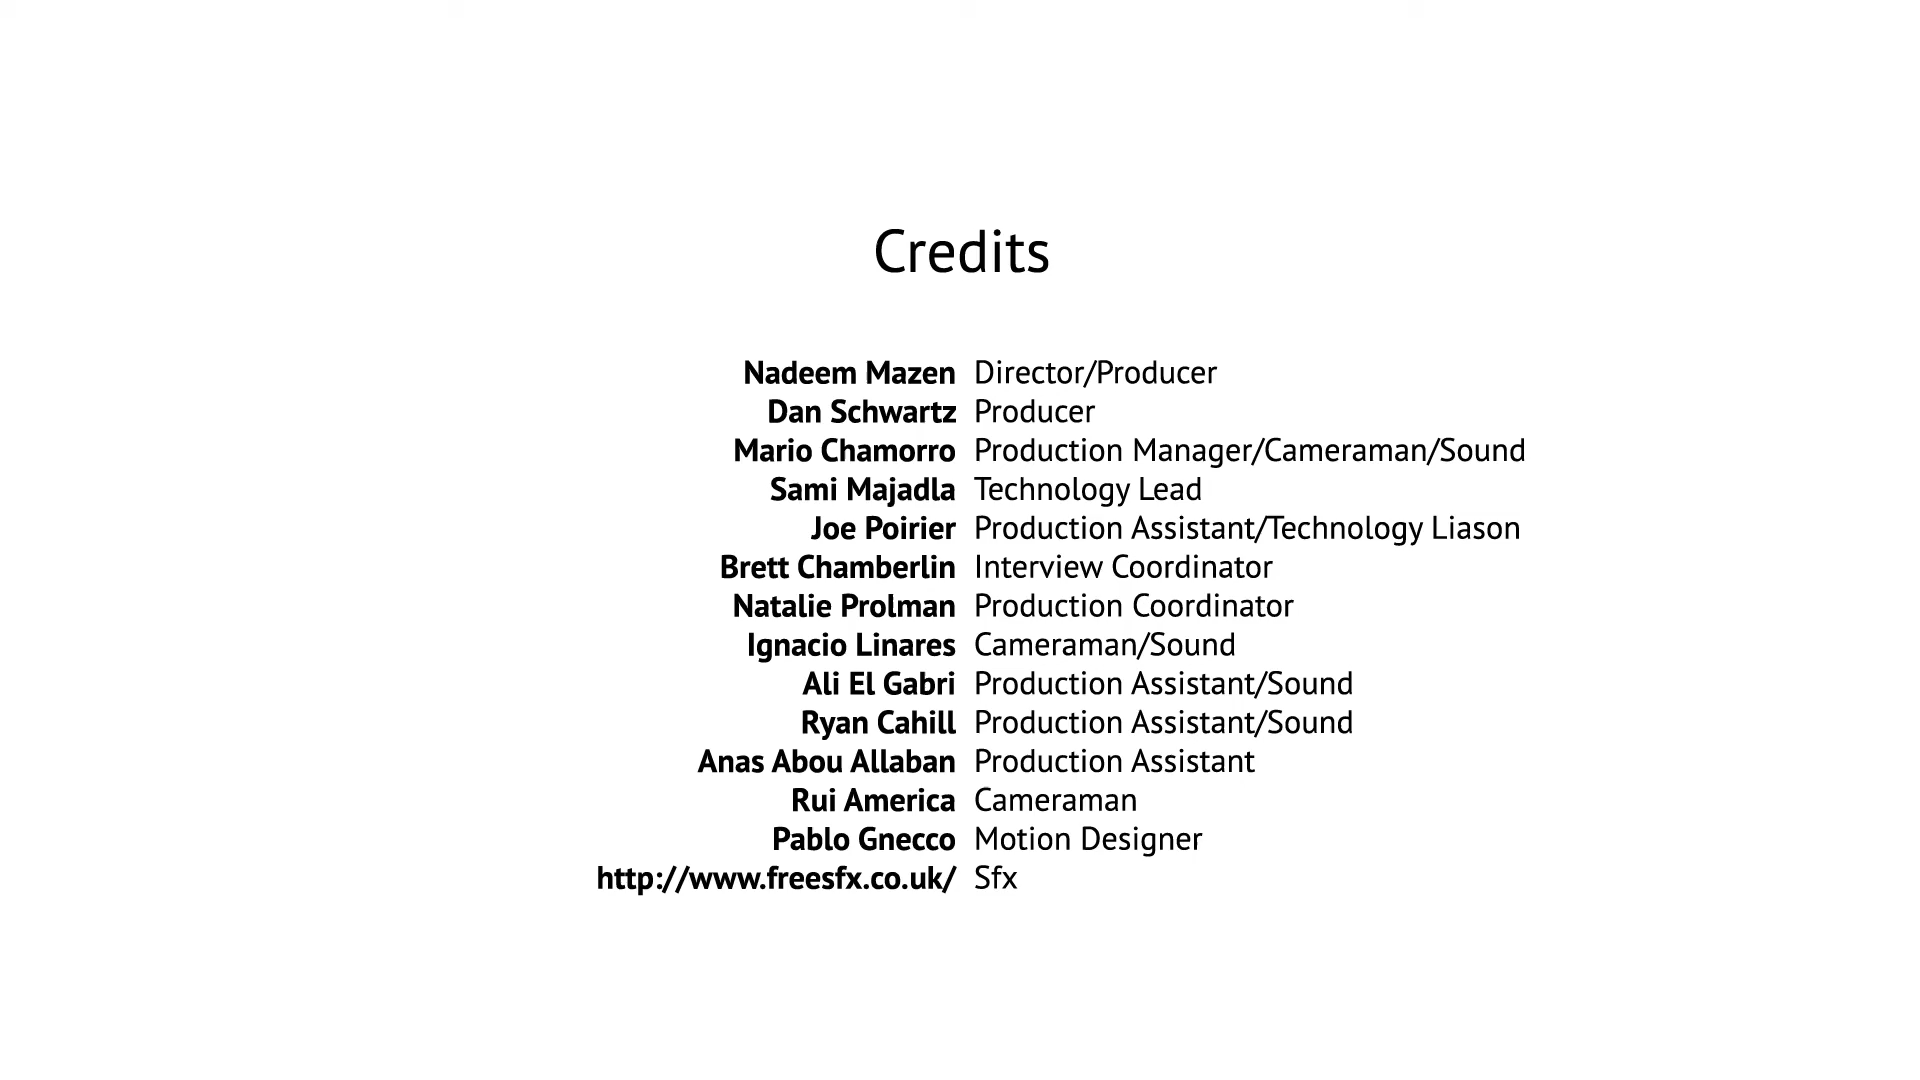 Credits
Nadeem Mazen Director/Producer
Dan Schwartz Producer
Mario Chamorro Production Manager/Cameraman/Sound
Sami Majadla Technology Lead
Joe Poirier Production Assistant/Technology Liason
Brett Chamberlin Interview Coordinator
Natalie Prolman Production Coordinator
Ignacio Linares Cameraman/Sound
Ali El Gabri Production Assistant/Sound
Ryan Cahill Production Assistant/Sound
Anas Abou Allaban Production Assistant
Rui America Cameraman
Pablo Gnecco Motion Designer
http://www.freesfx.co.uk/ Sfx